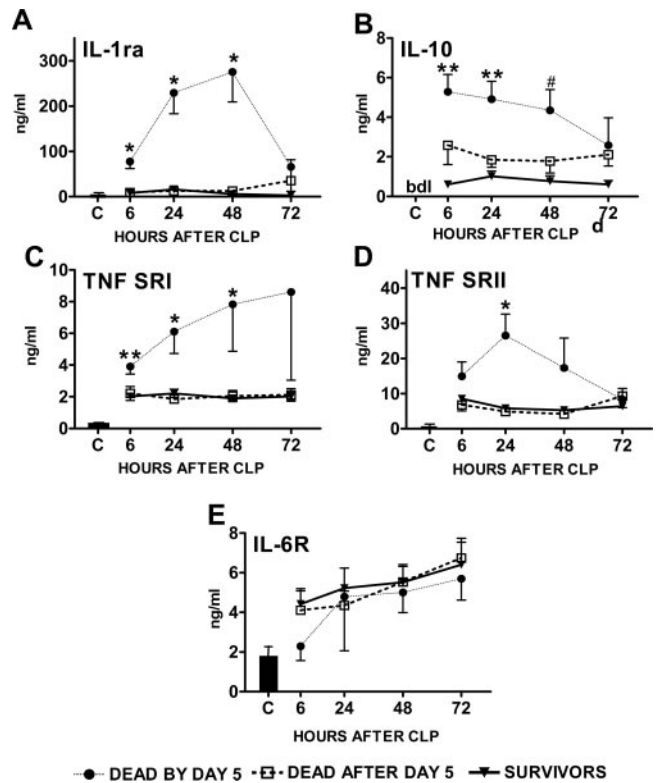 A
IL-1ra
300
200
100
0
ng/ml
*
*
*
C 6 24 48 72
HOURS AFTER CLP
B
IL-10
8
6
4
2
0
ng/ml
**
**
#
bdl
C 6 24 48 72
HOURS AFTER CLP
d
C
TNF SRI
10
8
6
4
2
0
ng/ml
**
*
*
C 6 24 48 72
HOURS AFTER CLP
D
TNF SRII
40
30
20
10
0
ng/ml
*
C 6 24 48 72
HOURS AFTER CLP
E
IL-6R
8
6
4
2
0
ng/ml
C 6 24 48 72
HOURS AFTER CLP
DEAD BY DAY 5 DEAD AFTER DAY 5 SURVIVORS